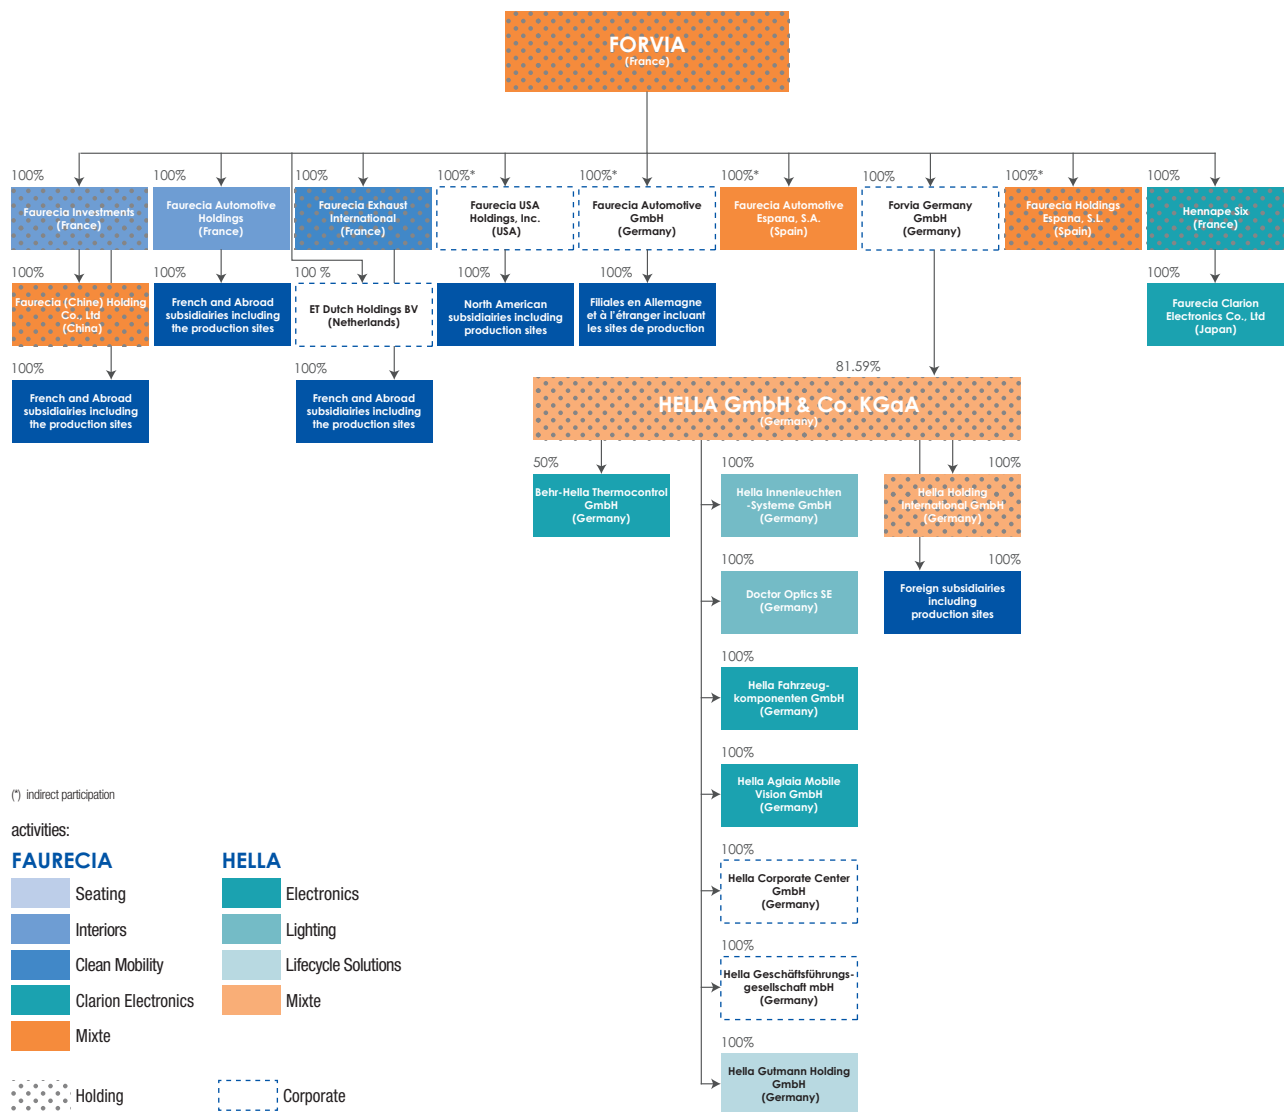 FORVIA
(France)
100%
Faurecia Investments
(France)
100%
Faurecia Automotive
Holdings
(France)
100%
Faurecia Exhaust
International
(France)
100%*
Faurecia USA
Holdings, Inc.
(USA)
100%*
Faurecia Automotive
GmbH
(Germany)
100%*
Faurecia Automotive
Espana, S.A.
(Spain)
100%
Forvia Germany
GmbH
(Germany)
100%*
Faurecia Holdings
Espana, S.L.
(Spain)
100%
Hennape Six
(France)
100%
Faurecia (Chine) Holding
Co., Ltd
(China)
100%
French and Abroad
subsidiairies including
the production sites
100 %
ET Dutch Holdings BV
(Netherlands)
100%
North American
subsidiaries including
production sites
100%
Filiales en Allemagne
et à l'étranger incluant
les sites de production
100%
Faurecia Clarion
Electronics Co., Ltd
(Japan)
100%
French and Abroad
subsidiairies including
the production sites
100%
French and Abroad
subsidiairies including
the production sites
81.59%
HELLA GmbH & Co. KGaA
(Germany)
50%
Behr-Hella Thermocontrol
GmbH
(Germany)
100%
Hella Innenleuchten
-Systeme GmbH
(Germany)
100%
Hella Holding
International GmbH
(Germany)
100%
Doctor Optics SE
(Germany)
100%
Foreign subsidiaries
including
production sites
100%
Hella Fahrzeug-
komponenten GmbH
(Germany)
100%
Hella Aglaia Mobile
Vision GmbH
(Germany)
100%
Hella Corporate Center
GmbH
(Germany)
100%
Hella Geschäftsführungs-
gesellschaft mbH
(Germany)
100%
Hella Gutmann Holding
GmbH
(Germany)
(*) indirect participation
activities:
FAURECIA
Seating
Interiors
Clean Mobility
Clarion Electronics
Mixte
HELLA
Electronics
Lighting
Lifecycle Solutions
Mixte
Holding
Corporate